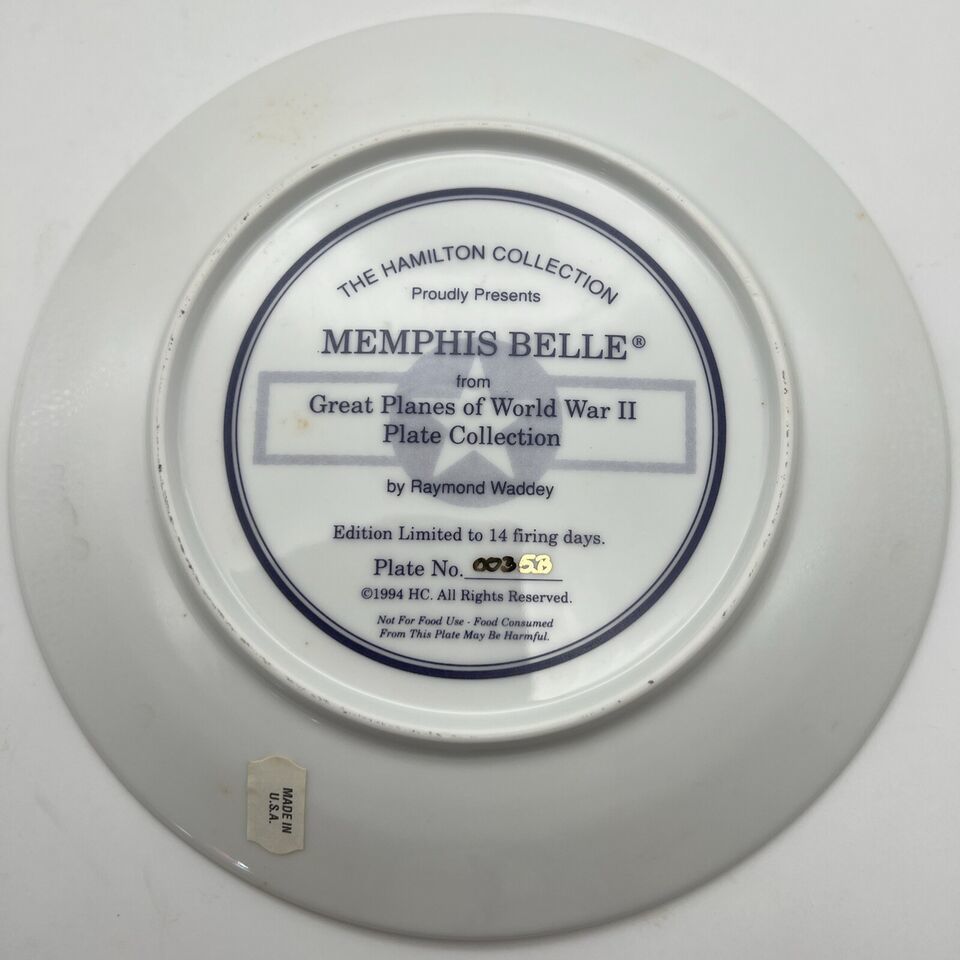 THE HAMILTON COLLECTION
Proudly Presents
MEMPHIS BELLE®
from
Great Planes of World War II
Plate Collection
by Raymond Waddey
Edition Limited to 14 firing days.
Plate No. 0035B
©1994 HC. All Rights Reserved.
Not For Food Use - Food Consumed
From This Plate May Be Harmful.
MADE IN
U.S.A.